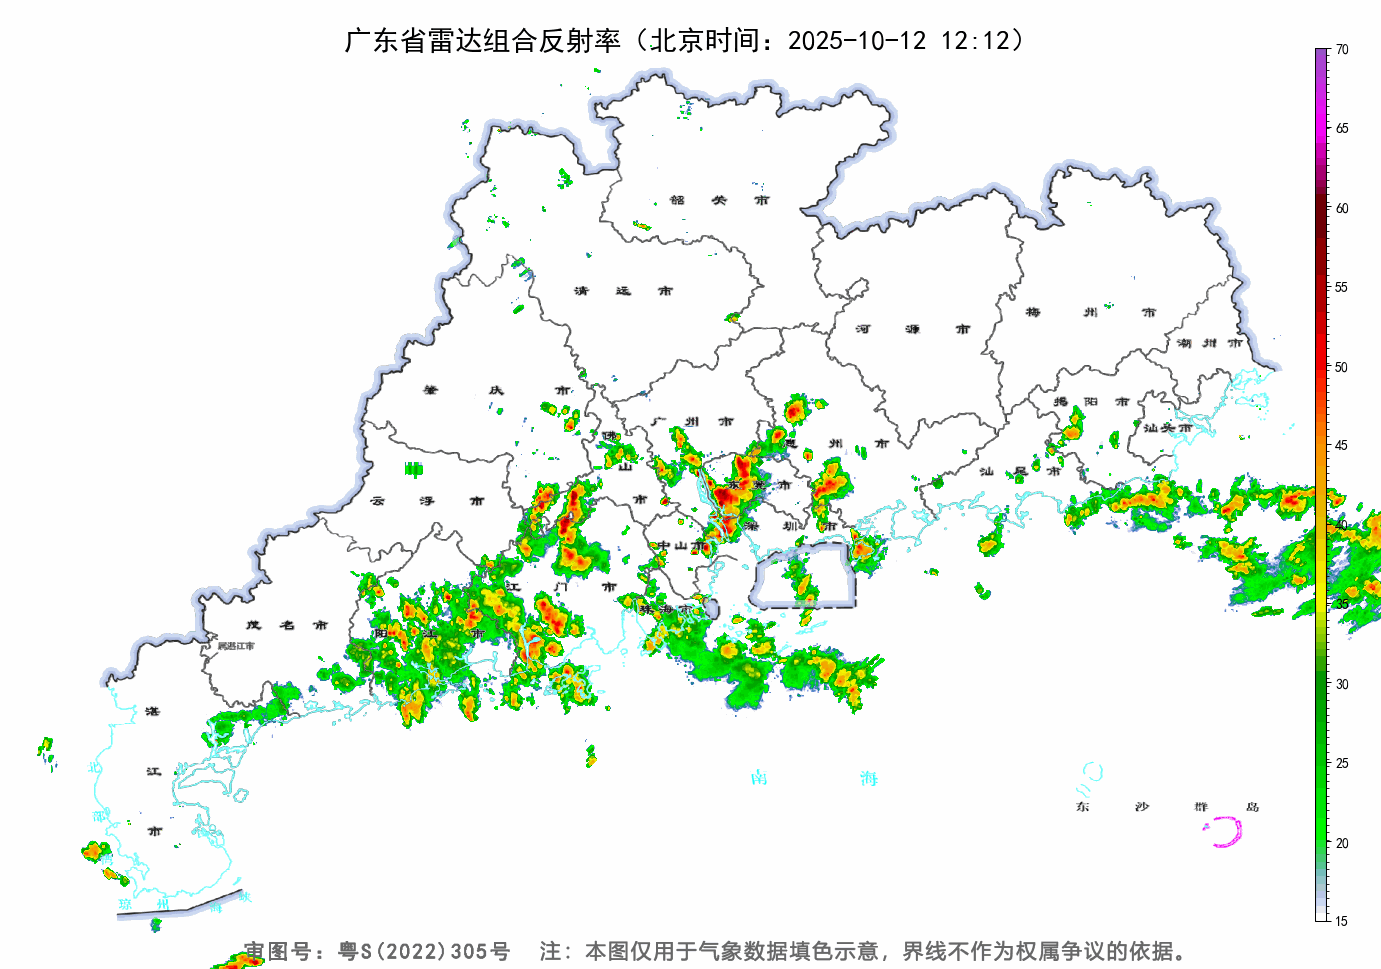 广东省雷达组合反射率（北京时间：2025-10-12 12:12）
70
65
60
55
50
45
40
35
30
25
20
15
韶关市
清远市
河源市
梅州市
潮州市
肇庆市
广州市
佛山市
惠州市
揭阳市
汕头市
汕尾市
云浮市
东莞市
深圳市
中山市
江门市
珠海市
茂名市
阳江市
属湛江市
湛江市
北部湾
琼州海峡
南海
东沙群岛
审图号：粤S(2022)305号 注：本图仅用于气象数据填色示意，界线不作为权属争议的依据。